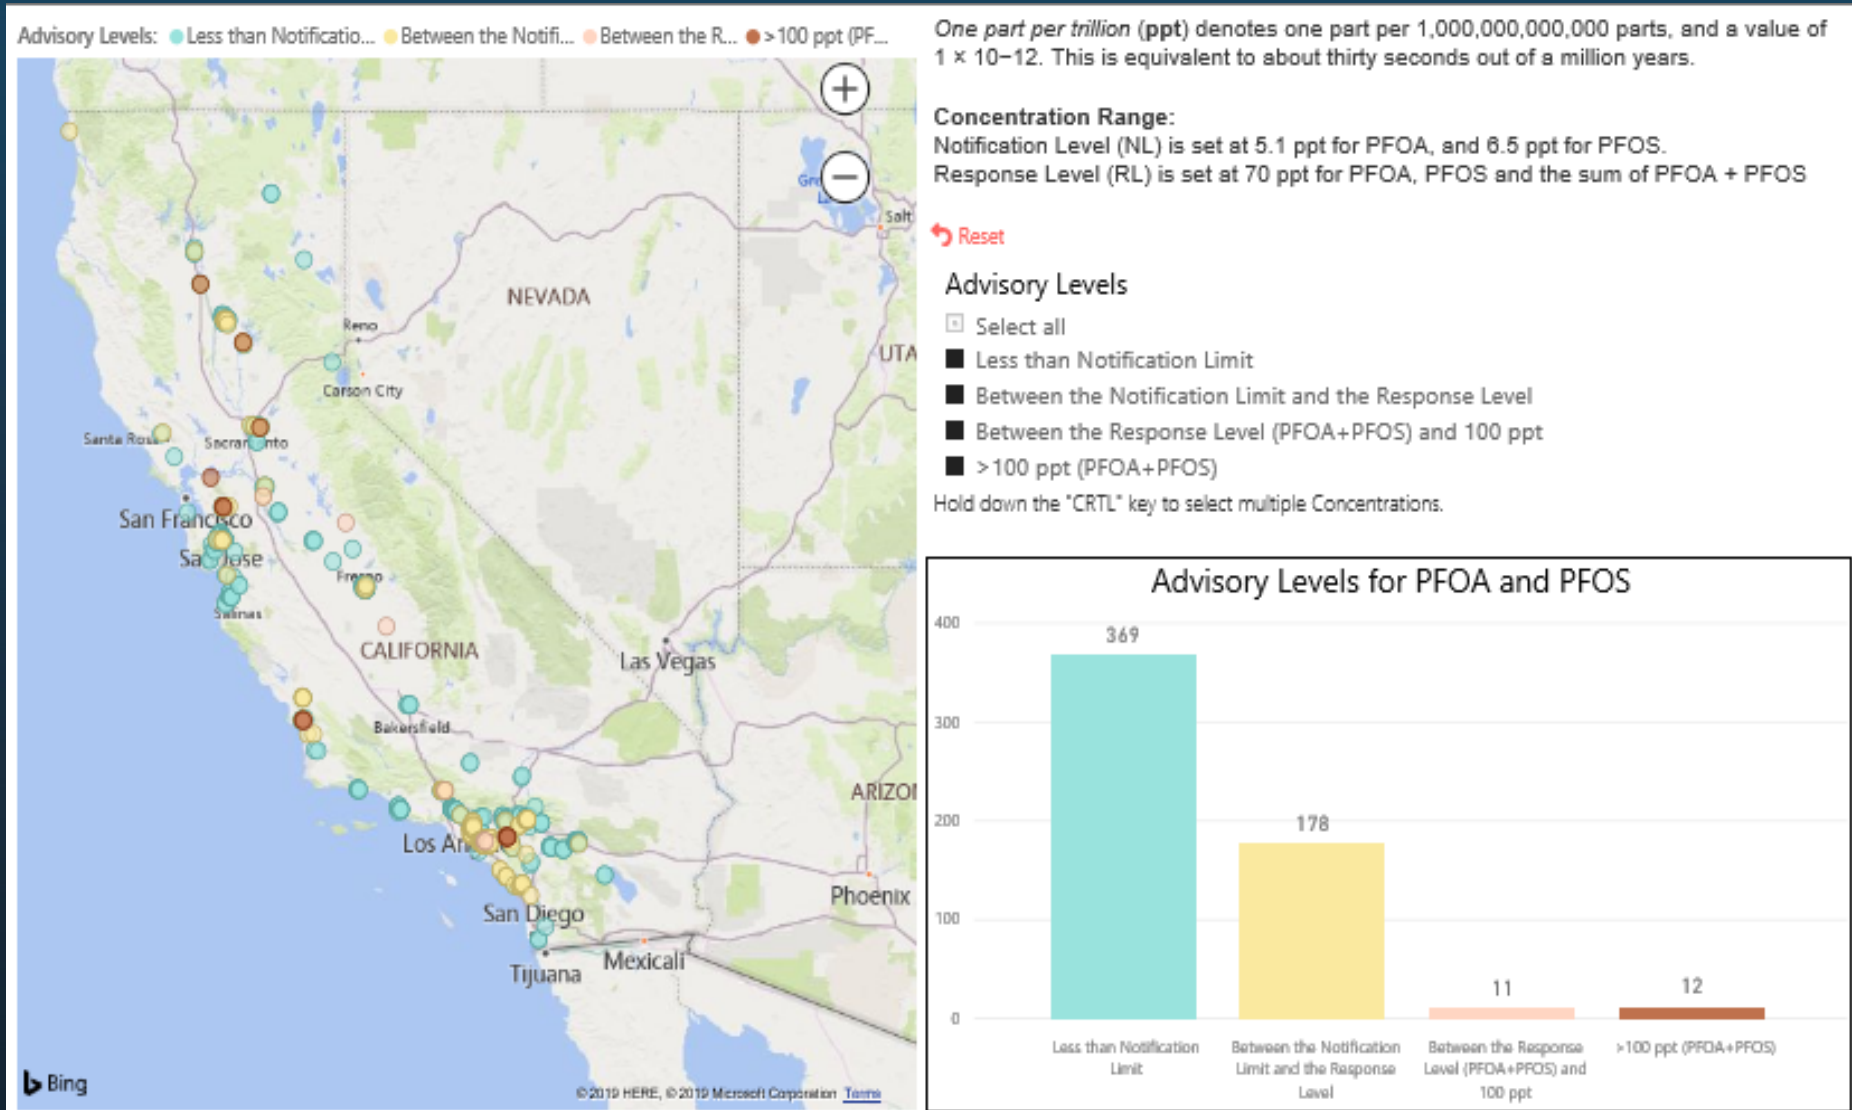 Advisory Levels: Less than Notificatio... Between the Notifi... Between the R... >100 ppt (PF...
One part per trillion (ppt) denotes one part per 1,000,000,000,000 parts, and a value of
1 × 10−12. This is equivalent to about thirty seconds out of a million years.
Concentration Range:
Notification Level (NL) is set at 5.1 ppt for PFOA, and 6.5 ppt for PFOS.
Response Level (RL) is set at 70 ppt for PFOA, PFOS and the sum of PFOA + PFOS
Reset
Advisory Levels
Select all
Less than Notification Limit
Between the Notification Limit and the Response Level
Between the Response Level (PFOA+PFOS) and 100 ppt
>100 ppt (PFOA+PFOS)
Hold down the "CRTL" key to select multiple Concentrations.
Salt
NEVADA
Reno
UTA
Carson City
Santa Ros
Sacramento
San Francisco
San Jose
Fresno
Salinas
CALIFORNIA
Las Vegas
Bakersfield
ARIZO
Los An
Phoenix
San Diego
Tijuana
Mexicali
Bing
© 2019 HERE, © 2019 Microsoft Corporation Terms
Advisory Levels for PFOA and PFOS
400
300
200
100
0
369
178
11
12
Less than Notification
Limit
Between the Notification
Limit and the Response
Level
Between the Response
Level (PFOA+PFOS) and
100 ppt
>100 ppt (PFOA+PFOS)